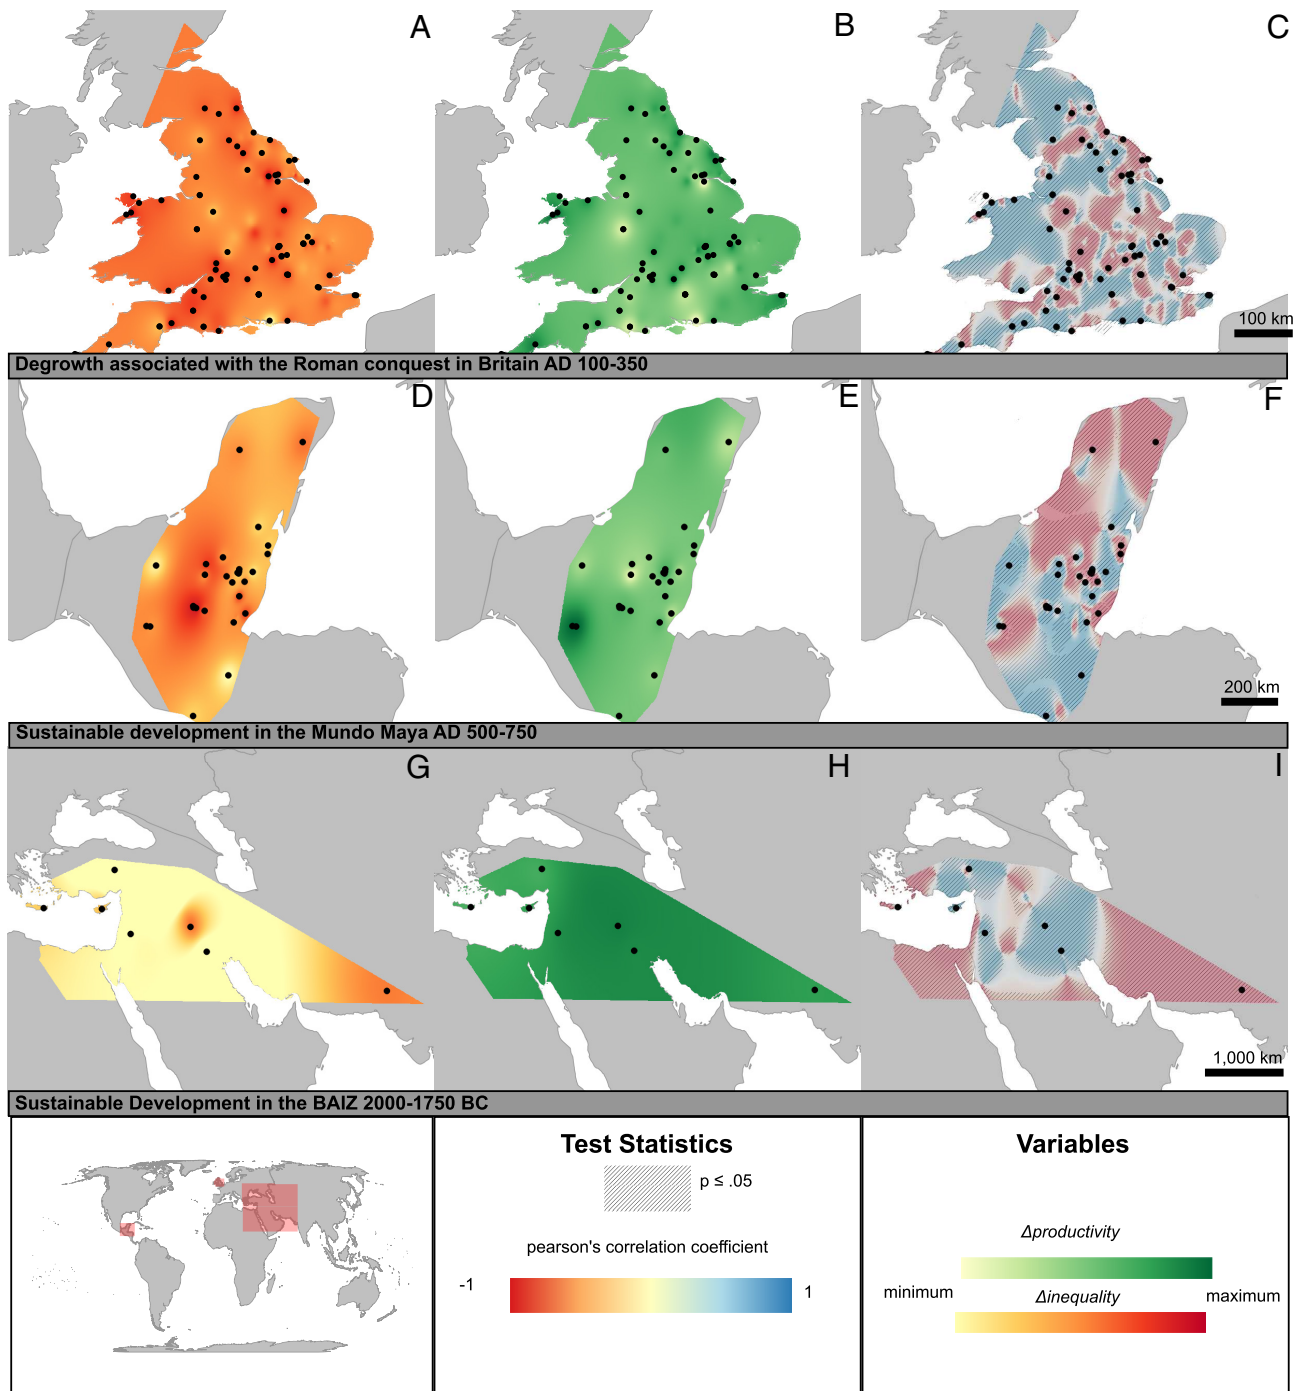 A
B
C
100 km
Degrowth associated with the Roman conquest in Britain AD 100-350
D
E
F
200 km
Sustainable development in the Mundo Maya AD 500-750
G
H
I
1,000 km
Sustainable Development in the BAIZ 2000-1750 BC
Test Statistics
p ≤ .05
pearson's correlation coefficient
-1
1
Variables
Δproductivity
minimum
maximum
Δinequality